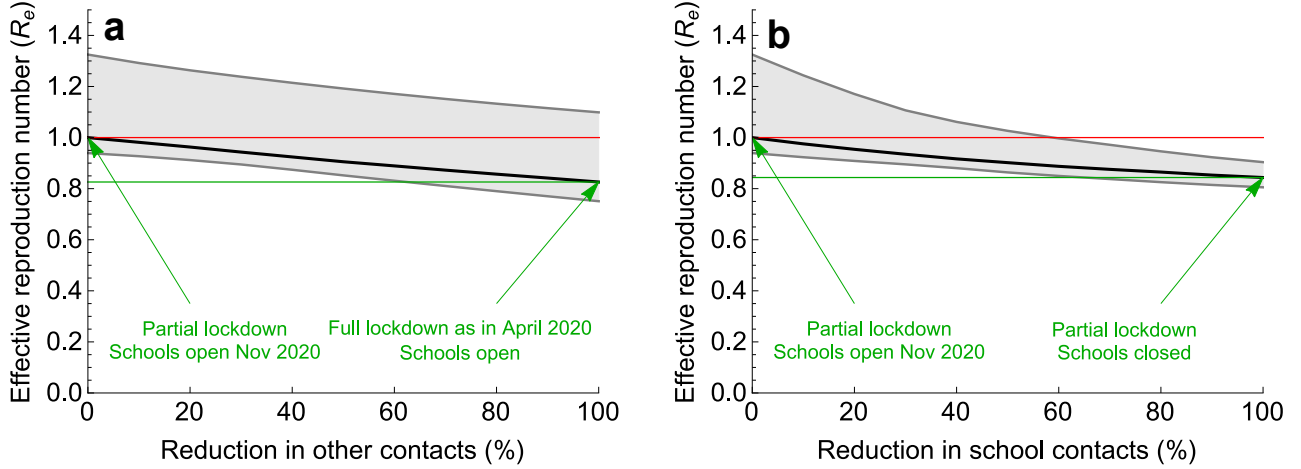 a
Effective reproduction number (Re)
1.4
1.2
1.0
0.8
0.6
0.4
0.2
0.0
Partial lockdown
Schools open Nov 2020
Full lockdown as in April 2020
Schools open
0 20 40 60 80 100
Reduction in other contacts (%)
b
Effective reproduction number (Re)
1.4
1.2
1.0
0.8
0.6
0.4
0.2
0.0
Partial lockdown
Schools open Nov 2020
Partial lockdown
Schools closed
0 20 40 60 80 100
Reduction in school contacts (%)